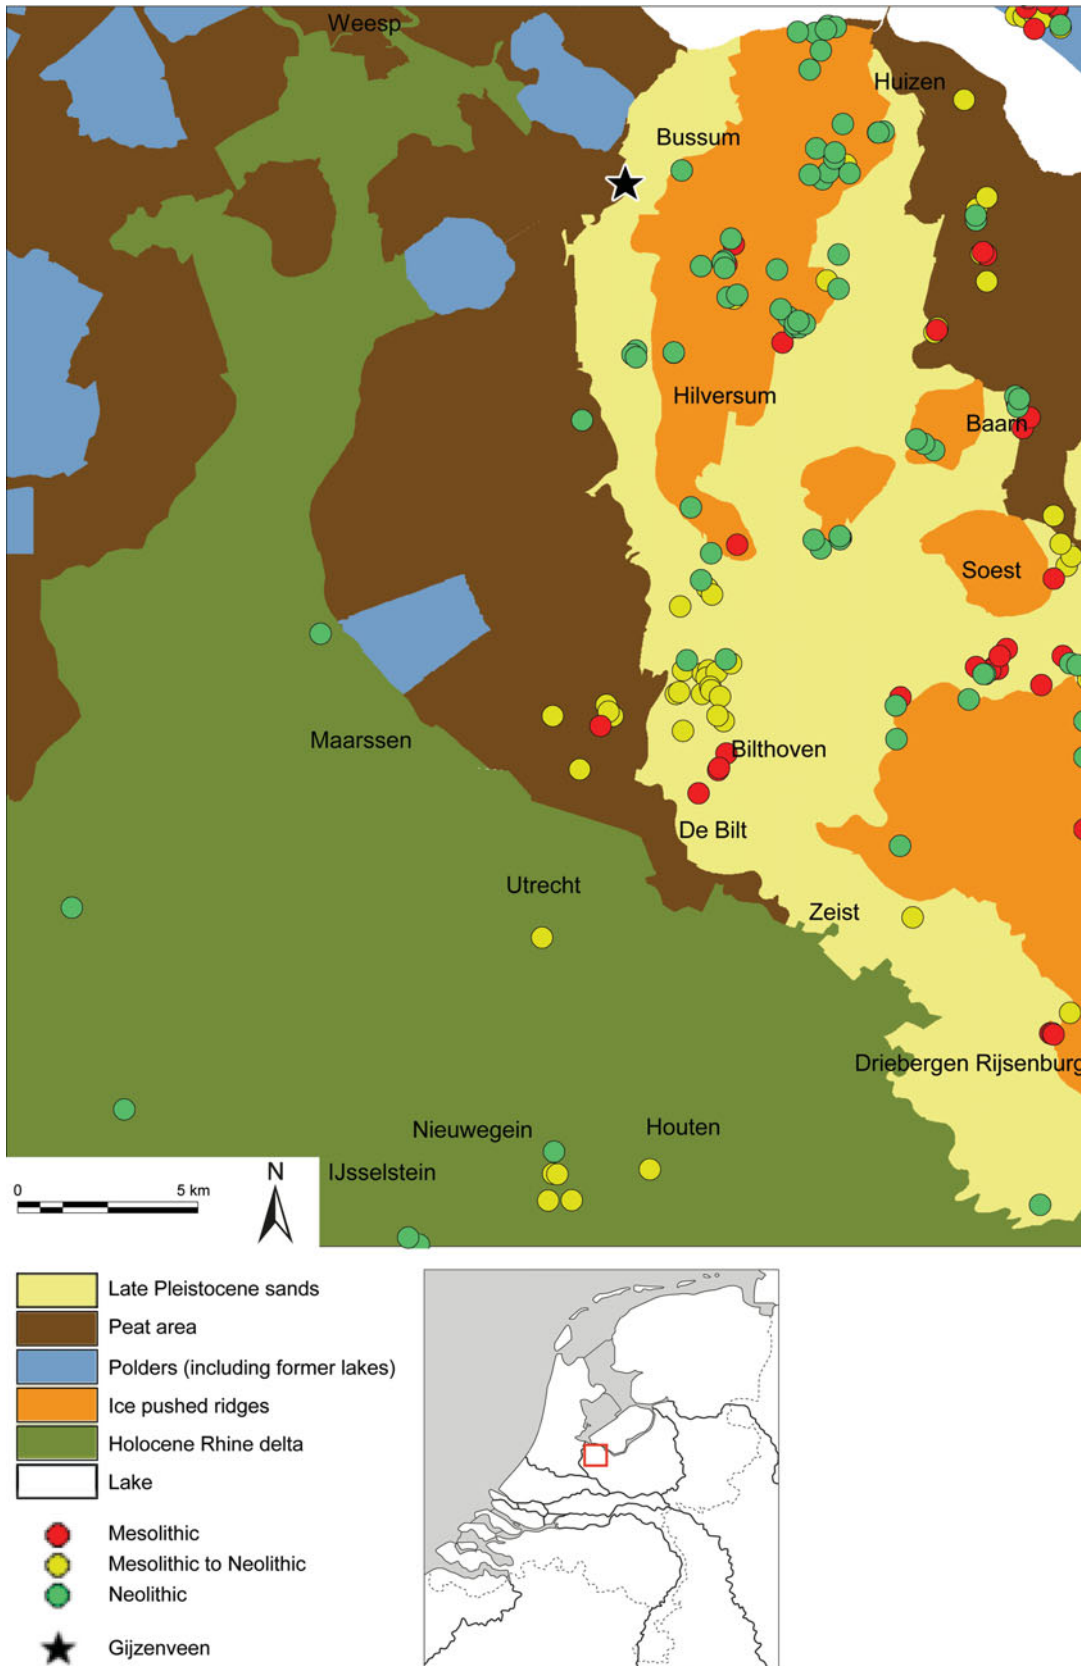 Weesp
Huizen
Bussum
Hilversum
Baarn
Soest
Maarssen
Bilthoven
De Bilt
Utrecht
Zeist
Driebergen Rijsenburg
Nieuwegein
Houten
IJsselstein
0 5 km
N
Late Pleistocene sands
Peat area
Polders (including former lakes)
Ice pushed ridges
Holocene Rhine delta
Lake
Mesolithic
Mesolithic to Neolithic
Neolithic
Gijzenveen